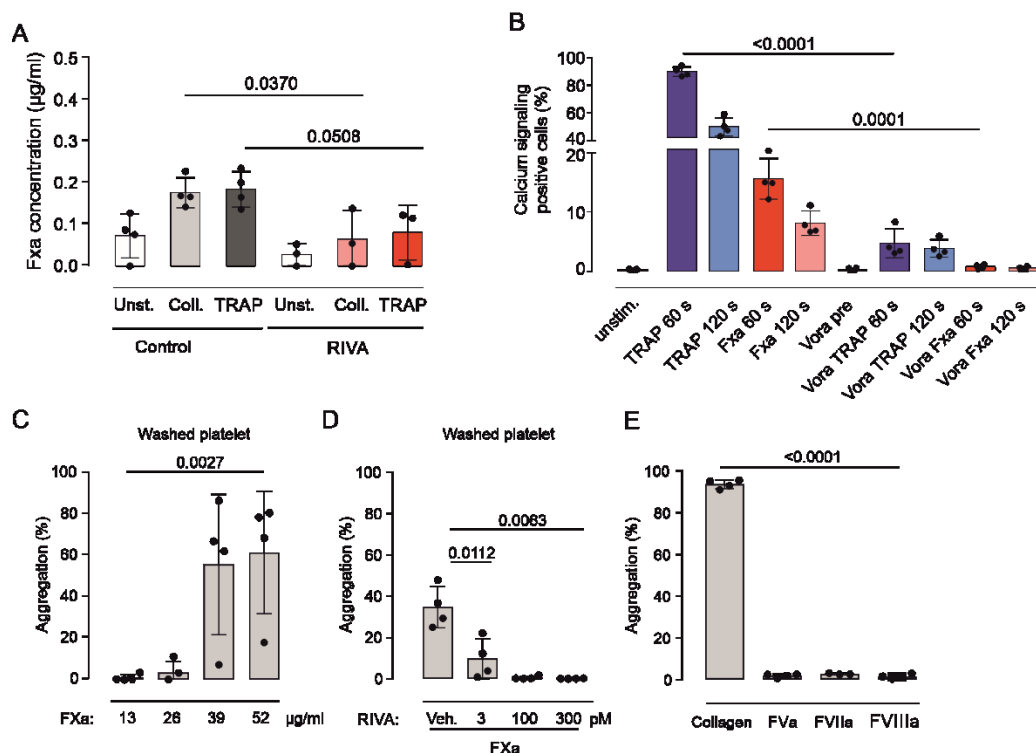 A
Fxa concentration (µg/ml)
0.5
0.4
0.3
0.2
0.1
0.0
0.0370
0.0508
Unst. Coll. TRAP Unst. Coll. TRAP
Control RIVA
B
Calcium signaling
positive cells (%)
100
80
60
40
20
10
0
<0.0001
0.0001
unstim.
TRAP 60 s
TRAP 120 s
Fxa 60 s
Fxa 120 s
Vora pre
Vora TRAP 60 s
Vora TRAP 120 s
Vora Fxa 60 s
Vora Fxa 120 s
C
Washed platelet
0.0027
Aggregation (%)
100
80
60
40
20
0
FXa: 13 26 39 52 µg/ml
D
Washed platelet
0.0063
0.0112
Aggregation (%)
100
80
60
40
20
0
RIVA: Veh. 3 100 300 pM
FXa
E
<0.0001
Aggregation (%)
100
80
60
40
20
0
Collagen FVa FVIIa FVIIIa